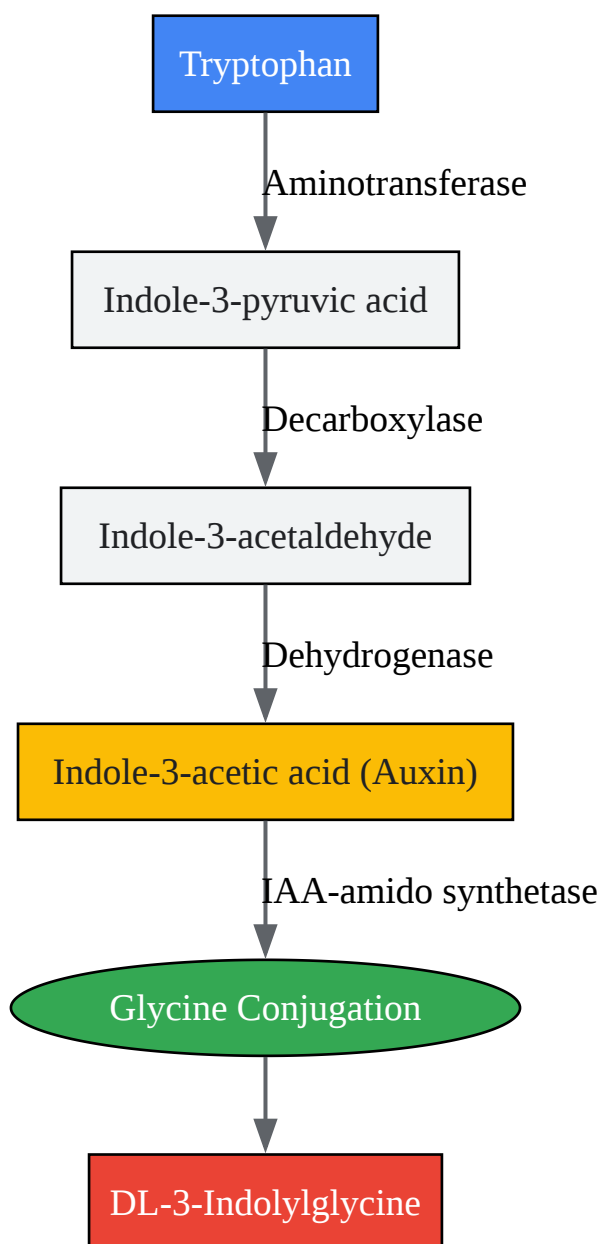 Tryptophan
Aminotransferase
Indole-3-pyruvic acid
Decarboxylase
Indole-3-acetaldehyde
Dehydrogenase
Indole-3-acetic acid (Auxin)
IAA-amido synthetase
Glycine Conjugation
DL-3-Indolylglycine